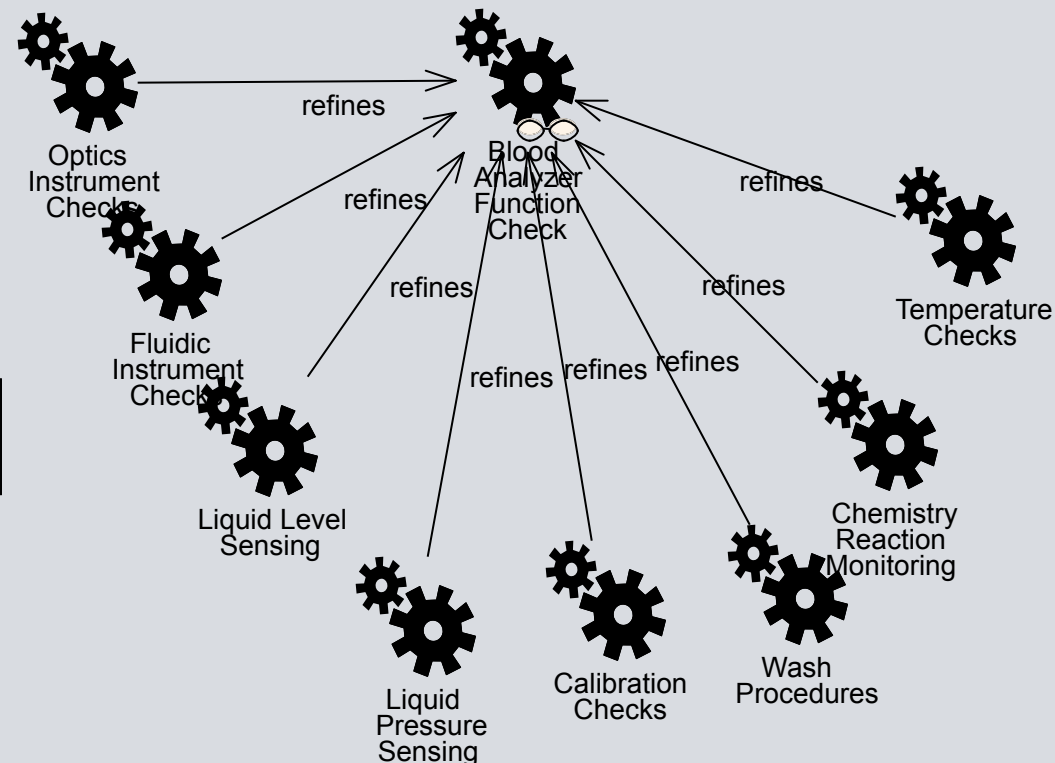 refines
Optics
Instrument
Checks
Blood
Analyzer
Function
Check
refines
refines
Temperature
Checks
refines
refines
Fluidic
Instrument
Checks
refines
refines
refines
Liquid Level
Sensing
Chemistry
Reaction
Monitoring
Liquid
Pressure
Sensing
Calibration
Checks
Wash
Procedures